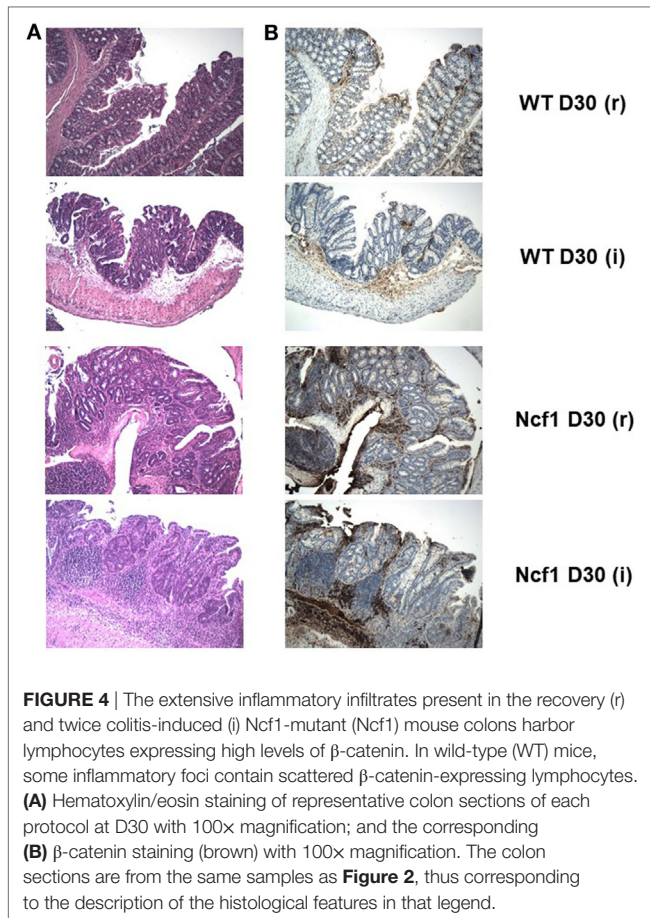 A
B
WT D30 (r)
WT D30 (i)
Ncf1 D30 (r)
Ncf1 D30 (i)
FIGURE 4 | The extensive inflammatory infiltrates present in the recovery (r)
and twice colitis-induced (i) Ncf1-mutant (Ncf1) mouse colons harbor
lymphocytes expressing high levels of β-catenin. In wild-type (WT) mice,
some inflammatory foci contain scattered β-catenin-expressing lymphocytes.
(A) Hematoxylin/eosin staining of representative colon sections of each
protocol at D30 with 100× magnification; and the corresponding
(B) β-catenin staining (brown) with 100× magnification. The colon
sections are from the same samples as Figure 2, thus corresponding
to the description of the histological features in that legend.